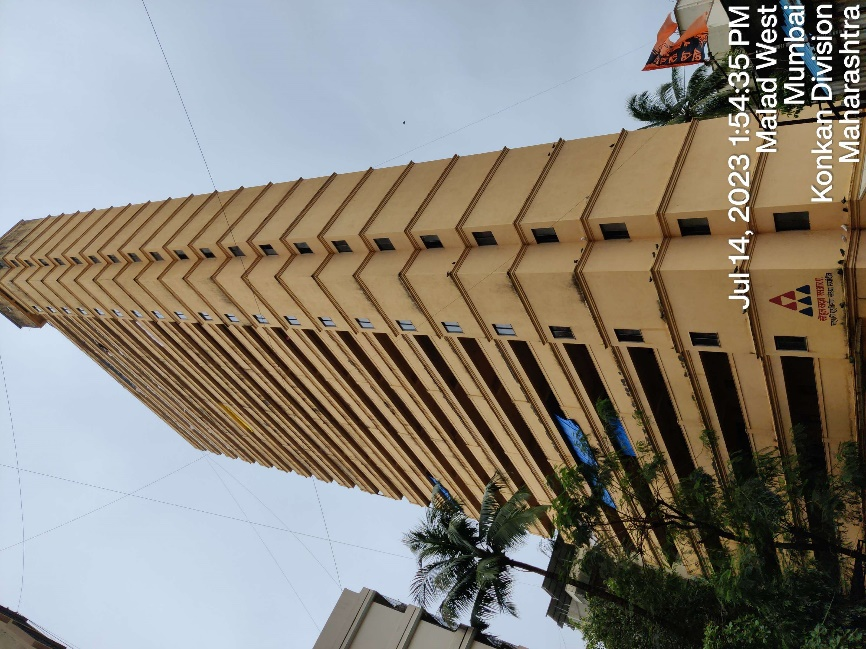 Jul 14, 2023 1:54:35 PM
Malad West
Mumbai
Konkan Division
Maharashtra